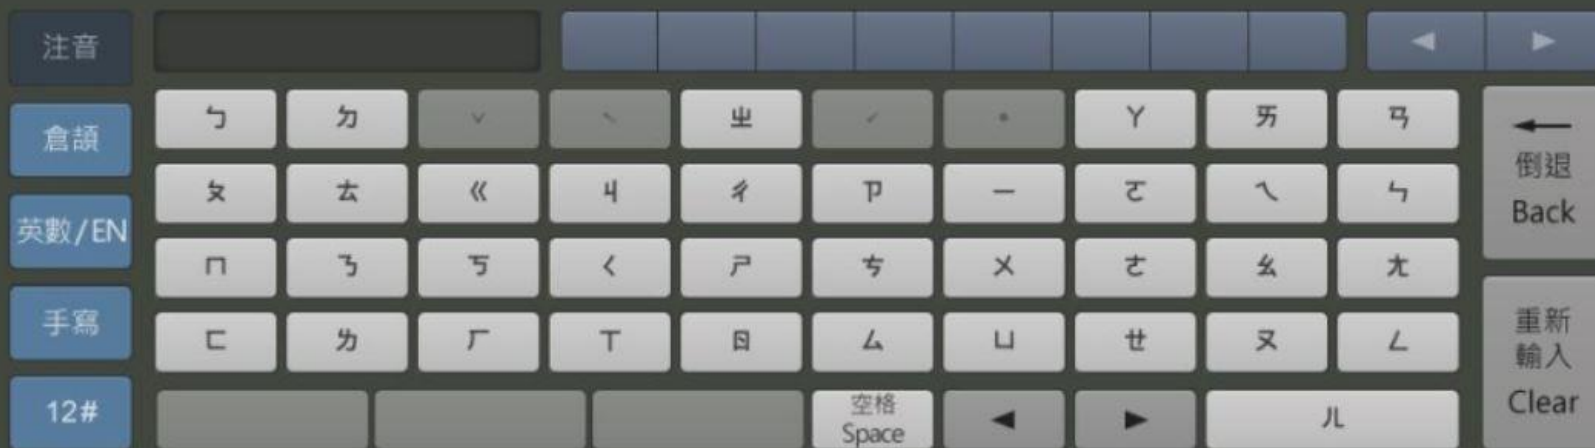 注音
ㄅ ㄉ ˇ ˋ ㄓ ˊ ˙ ㄚ ㄞ ㄢ
倉頡
ㄆ ㄊ ㄍ ㄐ ㄔ ㄗ ㄧ ㄛ ㄟ ㄣ
英數/EN
ㄇ ㄋ ㄎ ㄑ ㄕ ㄘ ㄨ ㄜ ㄠ ㄤ
手寫
ㄈ ㄌ ㄏ ㄒ ㄖ ㄙ ㄩ ㄝ ㄡ ㄥ
12#
空格
Space
◀ ▶
ㄦ
◀ ▶
←
倒退
Back
重新
輸入
Clear